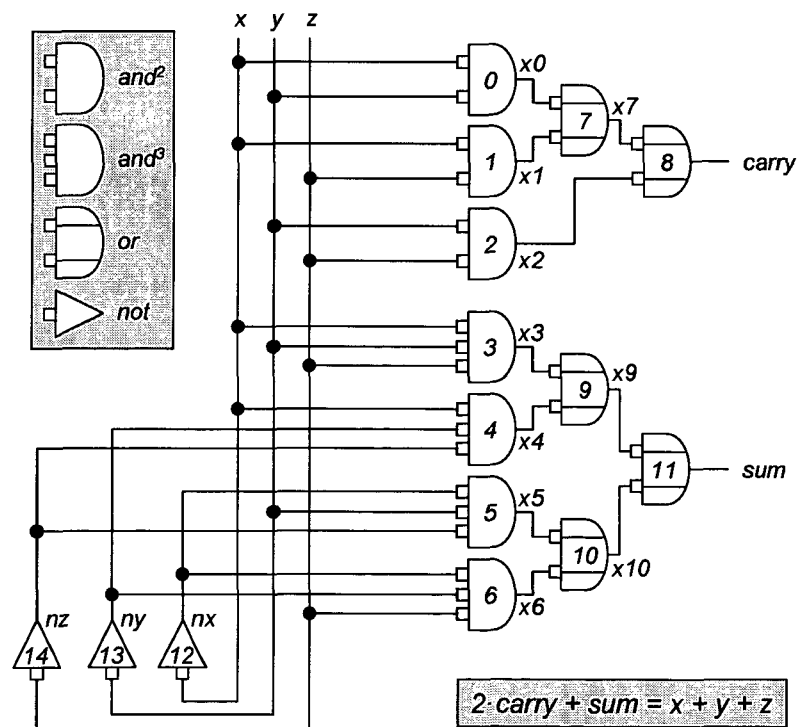 x y z
and²
and³
or
not
0 x0
7 x7
1 x1
8 carry
2 x2
3 x3
9 x9
4 x4
11 sum
5 x5
10 x10
6 x6
nz ny nx
14 13 12
2· carry + sum = x + y + z